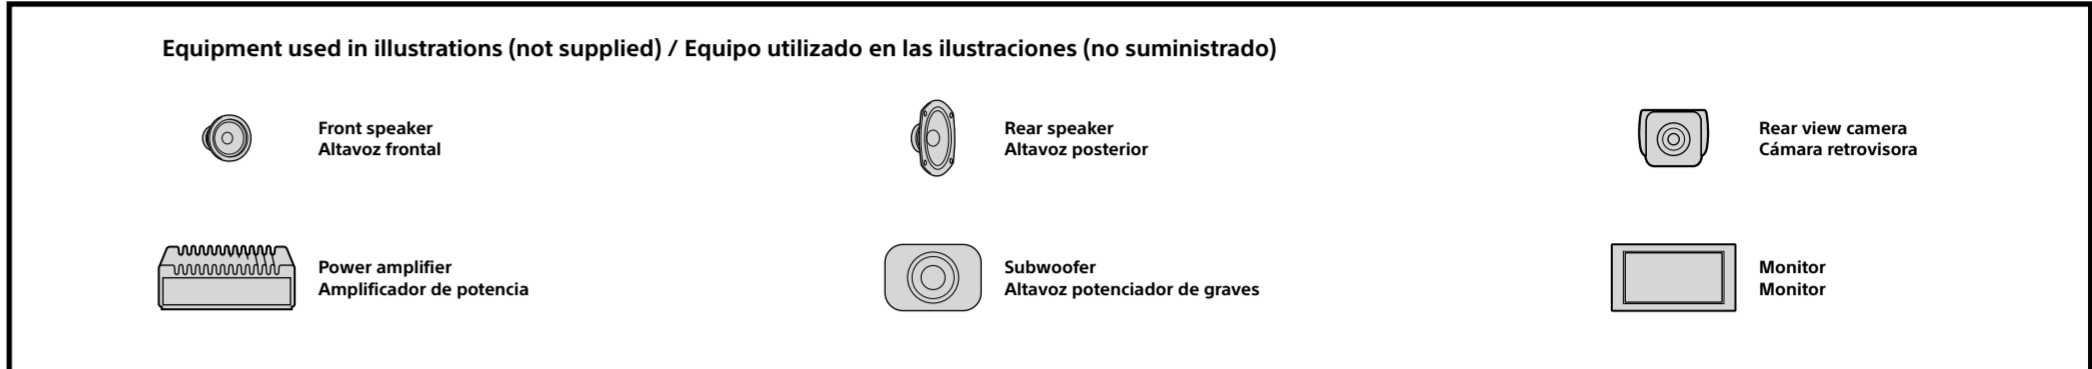 Equipment used in illustrations (not supplied) / Equipo utilizado en las ilustraciones (no suministrado)
Front speaker
Altavoz frontal
Rear speaker
Altavoz posterior
Rear view camera
Cámara retrovisora
Power amplifier
Amplificador de potencia
Subwoofer
Altavoz potenciador de graves
Monitor
Monitor